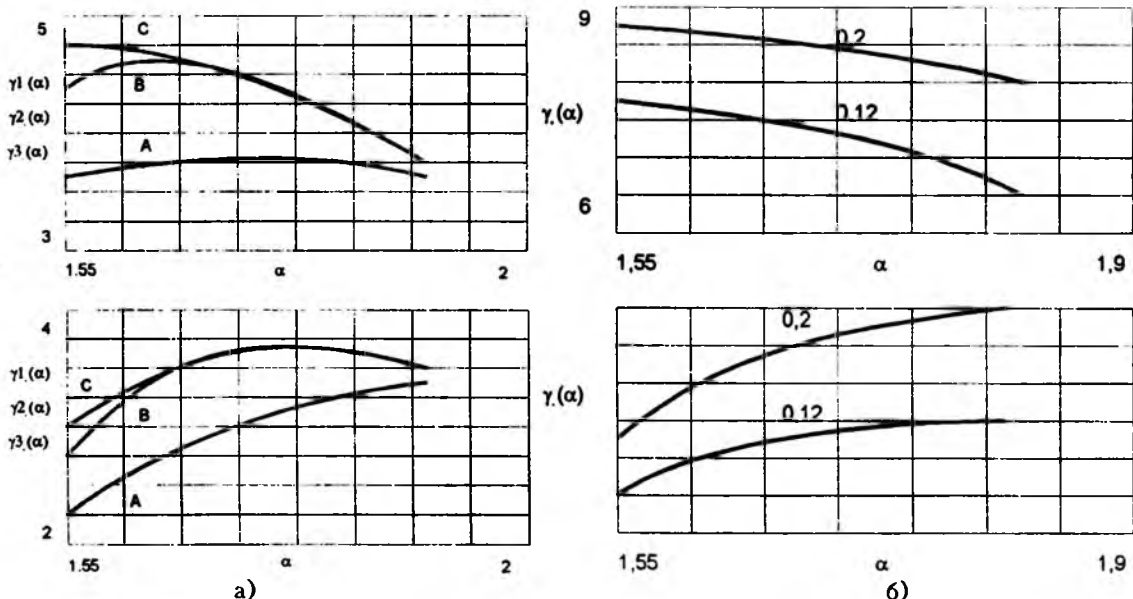 5
C
γ1 (α)
B
γ2 (α)
γ3 (α)
A
3
1.55
α
2
9
0.2
γ.(α)
0,12
6
1,55
α
1,9
4
γ1.(α)
C
γ2 (α)
B
γ3.(α)
A
2
1.55
α
2
а)
0,2
γ.(α)
0.12
1,55
α
1,9
б)